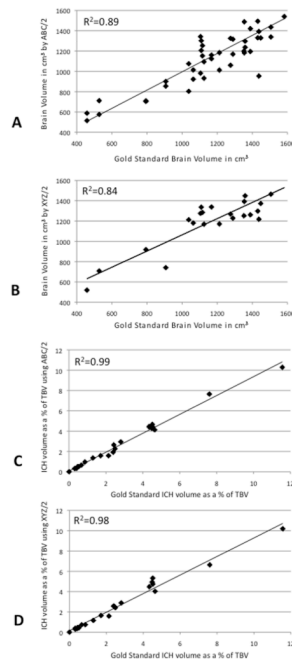 R²=0.89
Brain Volume in cm³ by ABC/2
1600
1400
1200
1000
800
600
400
400 600 800 1000 1200 1400 1600
Gold Standard Brain Volume in cm³
A
R²=0.84
Brain Volume in cm³ by XYZ/2
1600
1400
1200
1000
800
600
400
400 600 800 1000 1200 1400 1600
Gold Standard Brain Volume in cm³
B
R²=0.99
ICH volume as a % of TBV using ABC/2
12
10
8
6
4
2
0
0 2 4 6 8 10 12
Gold Standard ICH volume as a % of TBV
C
R²=0.98
ICH volume as a % of TBV using XYZ/2
12
10
8
6
4
2
0
0 2 4 6 8 10 12
Gold Standard ICH volume as a % of TBV
D